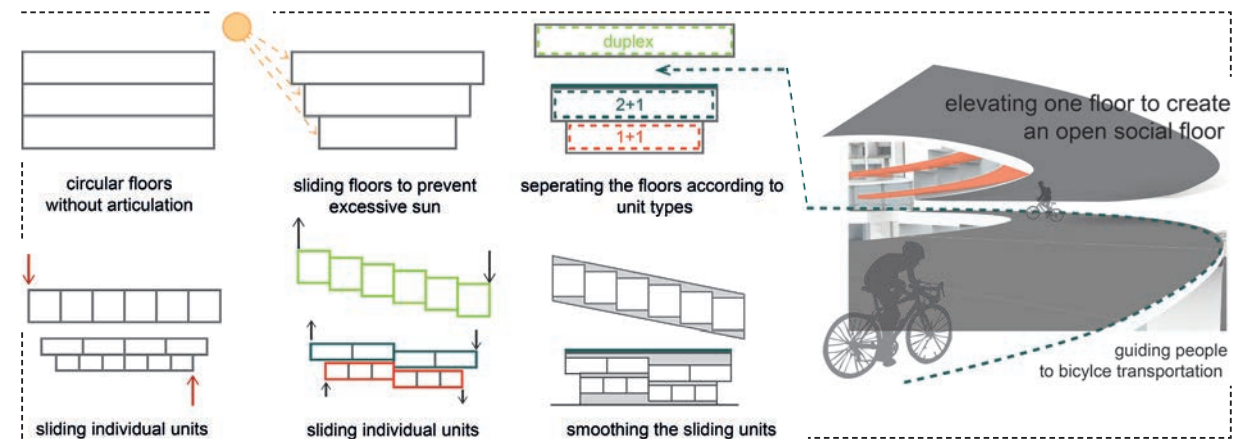 duplex
2+1
1+1
circular floors
without articulation
sliding floors to prevent
excessive sun
seperating the floors according to
unit types
elevating one floor to create
an open social floor
sliding individual units
sliding individual units
smoothing the sliding units
guiding people
to bicylce transportation